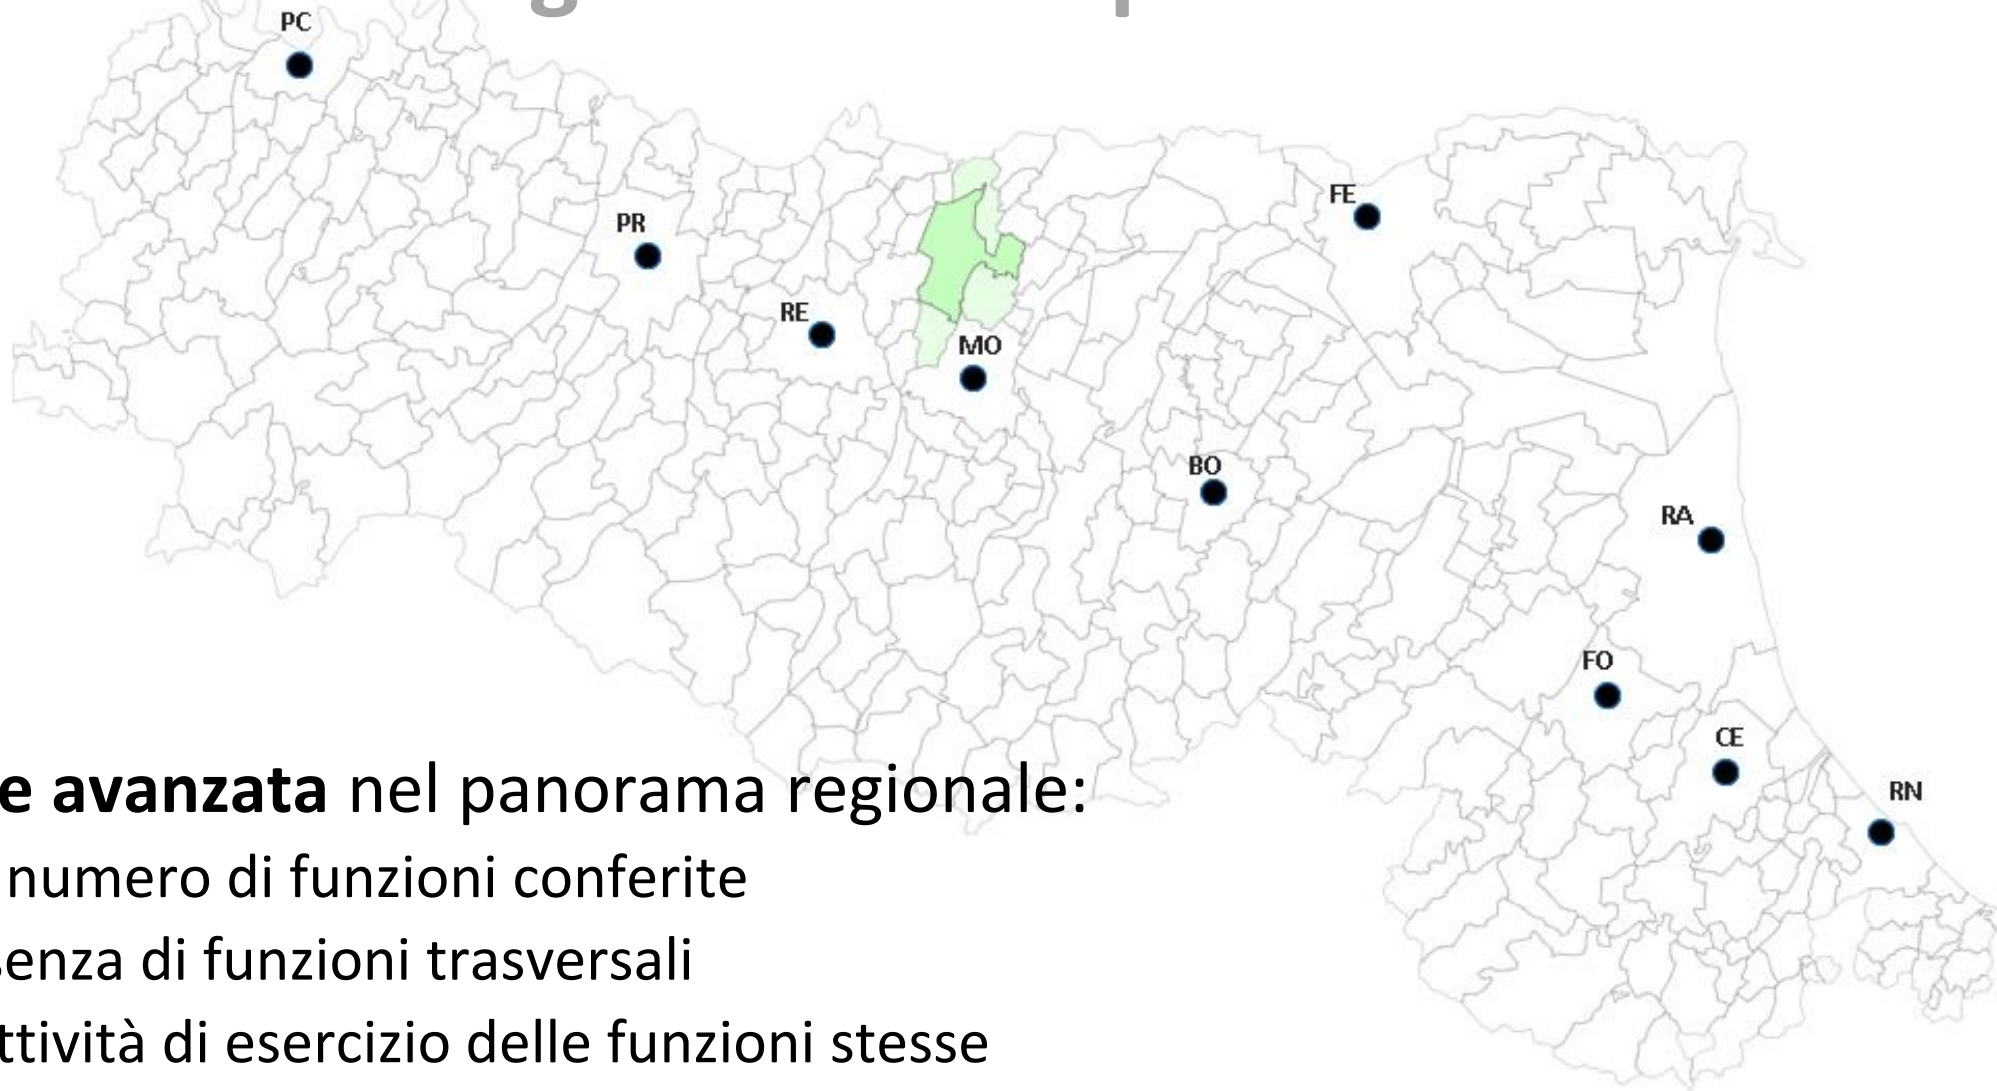 PC
FE
PR
RE
MO
BO
RA
FO
CE
RN
e avanzata nel panorama regionale:
numero di funzioni conferite
senza di funzioni trasversali
ttività di esercizio delle funzioni stesse